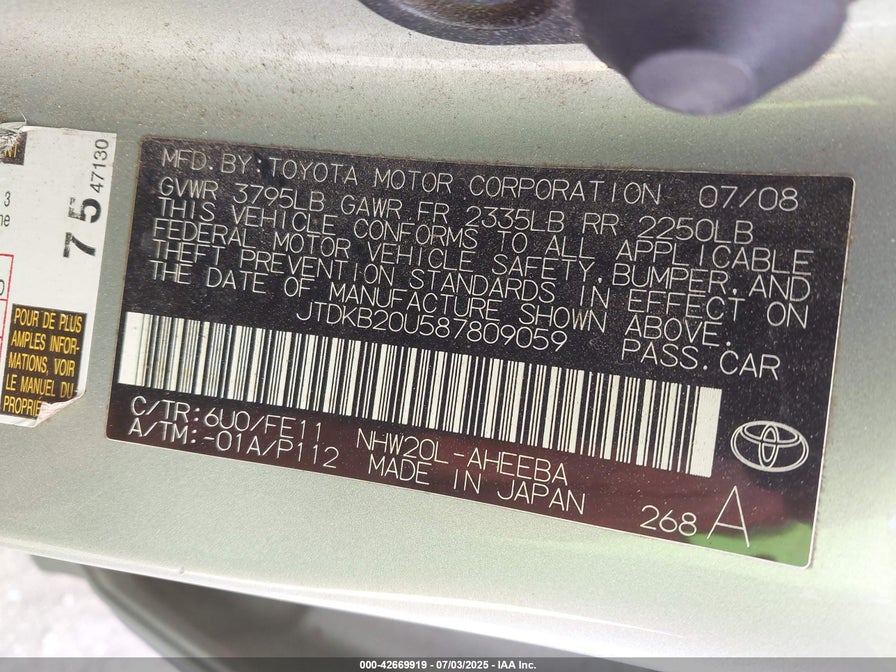 MFD. BY: TOYOTA MOTOR CORPORATION 07/08
GVWR 3795LB GAWR FR 2335LB RR 2250LB
THIS VEHICLE CONFORMS TO ALL APPLICABLE
FEDERAL MOTOR VEHICLE SAFETY, BUMPER, AND
THEFT PREVENTION STANDARDS IN EFFECT ON
THE DATE OF MANUFACTURE SHOWN ABOVE.
JTDKB20U587809059 PASS. CAR
C/TR: 6U0/FE11 NHW20L-AHEEBA
A/TM: -01A/P112 MADE IN JAPAN
268 A
75 47130
3
POUR DE PLUS
AMPLES INFOR-
MATIONS, VOIR
LE MANUEL DU
000-42669919 - 07/03/2025 - IAA Inc.